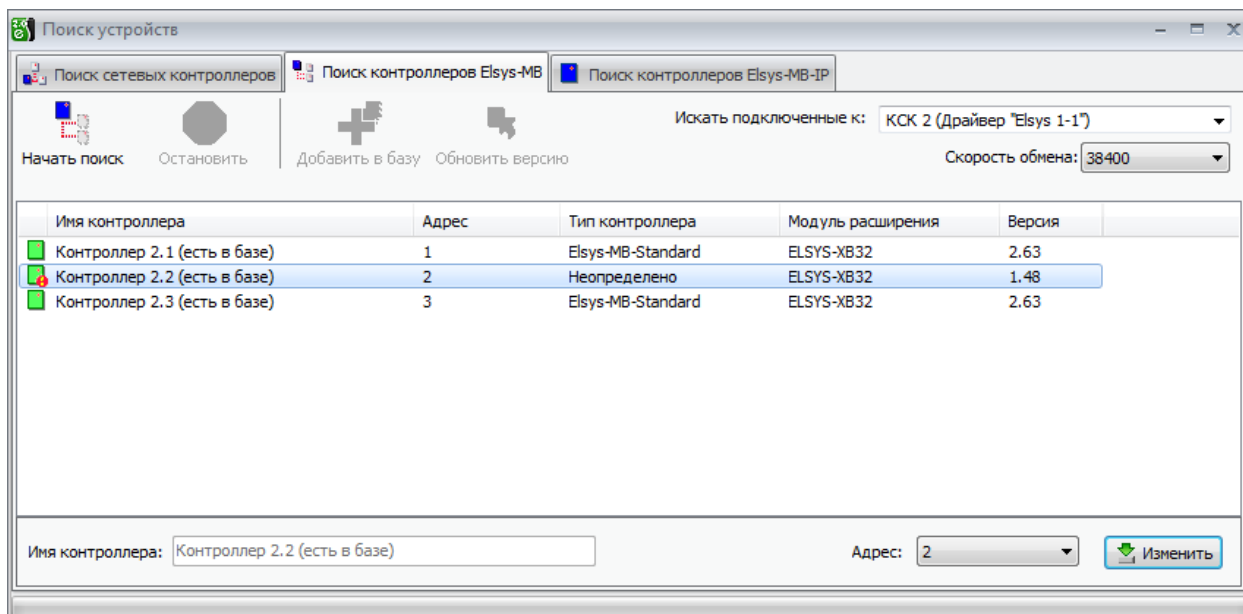 Поиск устройств
Поиск сетевых контроллеров Поиск контроллеров Elsys-MB Поиск контроллеров Elsys-MB-IP
Искать подключенные к: КСК 2 (Драйвер "Elsys 1-1")
Начать поиск Остановить Добавить в базу Обновить версию Скорость обмена: 38400
Имя контроллера Адрес Тип контроллера Модуль расширения Версия
Контроллер 2.1 (есть в базе) 1 Elsys-MB-Standard ELSYS-XB32 2.63
Контроллер 2.2 (есть в базе) 2 Неопределено ELSYS-XB32 1.48
Контроллер 2.3 (есть в базе) 3 Elsys-MB-Standard ELSYS-XB32 2.63
Имя контроллера: Контроллер 2.2 (есть в базе) Адрес: 2 Изменить